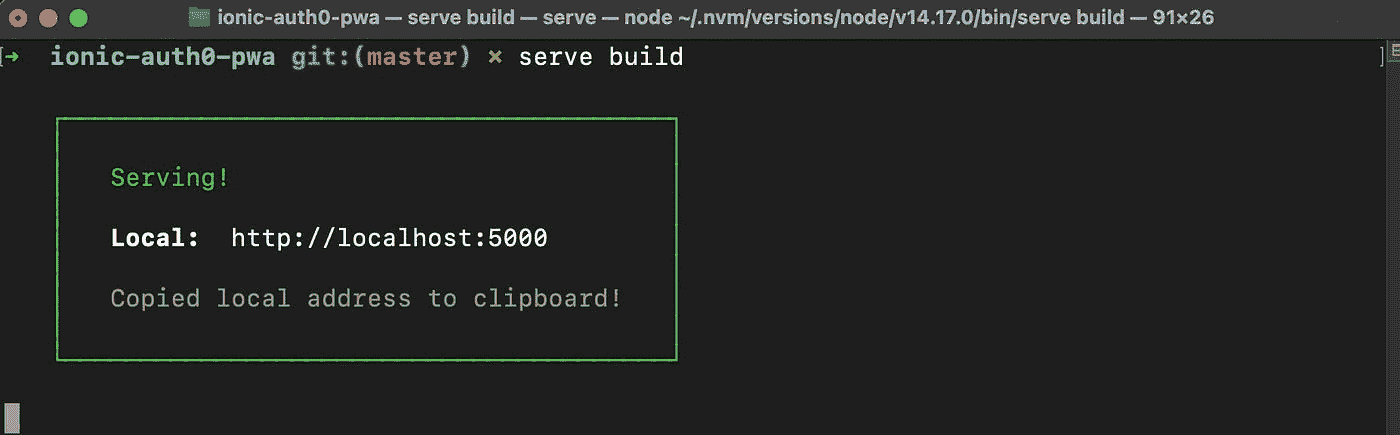 ionic-auth0-pwa — serve build — serve — node ~/.nvm/versions/node/v14.17.0/bin/serve build — 91×26
[➜ ionic-auth0-pwa git:(master) × serve build ]
Serving!
Local: http://localhost:5000
Copied local address to clipboard!